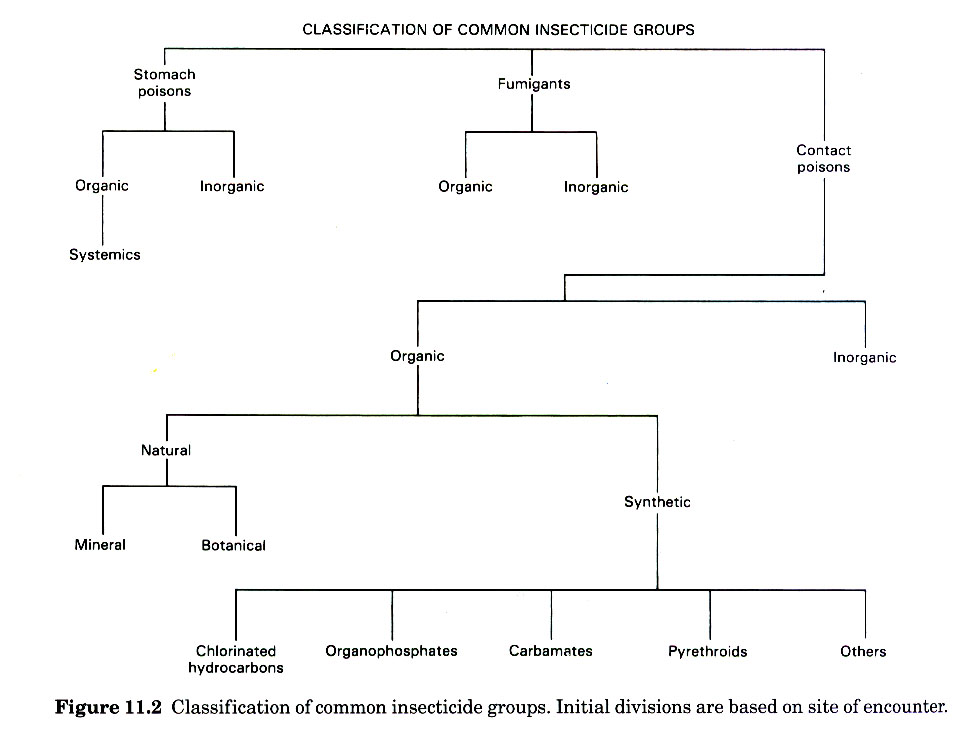 CLASSIFICATION OF COMMON INSECTICIDE GROUPS
Stomach
poisons
Fumigants
Contact
poisons
Organic
Inorganic
Organic
Inorganic
Systemics
Organic
Inorganic
Natural
Synthetic
Mineral
Botanical
Chlorinated
hydrocarbons
Organophosphates
Carbamates
Pyrethroids
Others
Figure 11.2 Classification of common insecticide groups. Initial divisions are based on site of encounter.